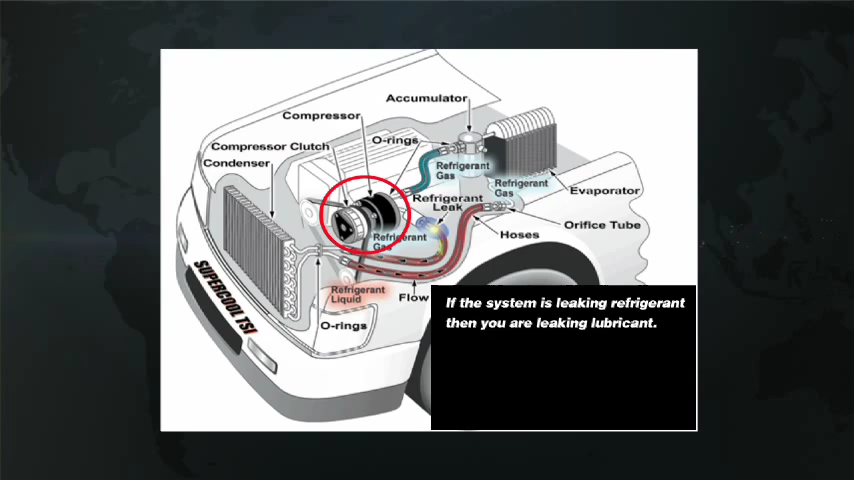 Accumulator
Compressor
O-rings
Compressor Clutch
Condenser
Refrigerant
Gas
Refrigerant
Gas
Evaporator
Refrigerant
Leak
Orifice Tube
Hoses
Refrigerant
Gas
Refrigerant
Liquid
Flow
O-rings
SUPERCOOL TSI
If the system is leaking refrigerant
then you are leaking lubricant.